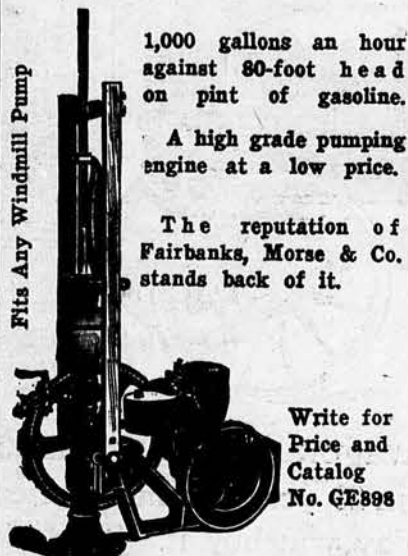 Fits Any Windmill Pump
1,000 gallons an hour
against 80-foot head
on pint of gasoline.
A high grade pumping
engine at a low price.
The reputation of
Fairbanks, Morse & Co.
stands back of it.
Write for
Price and
Catalog
No. GE898